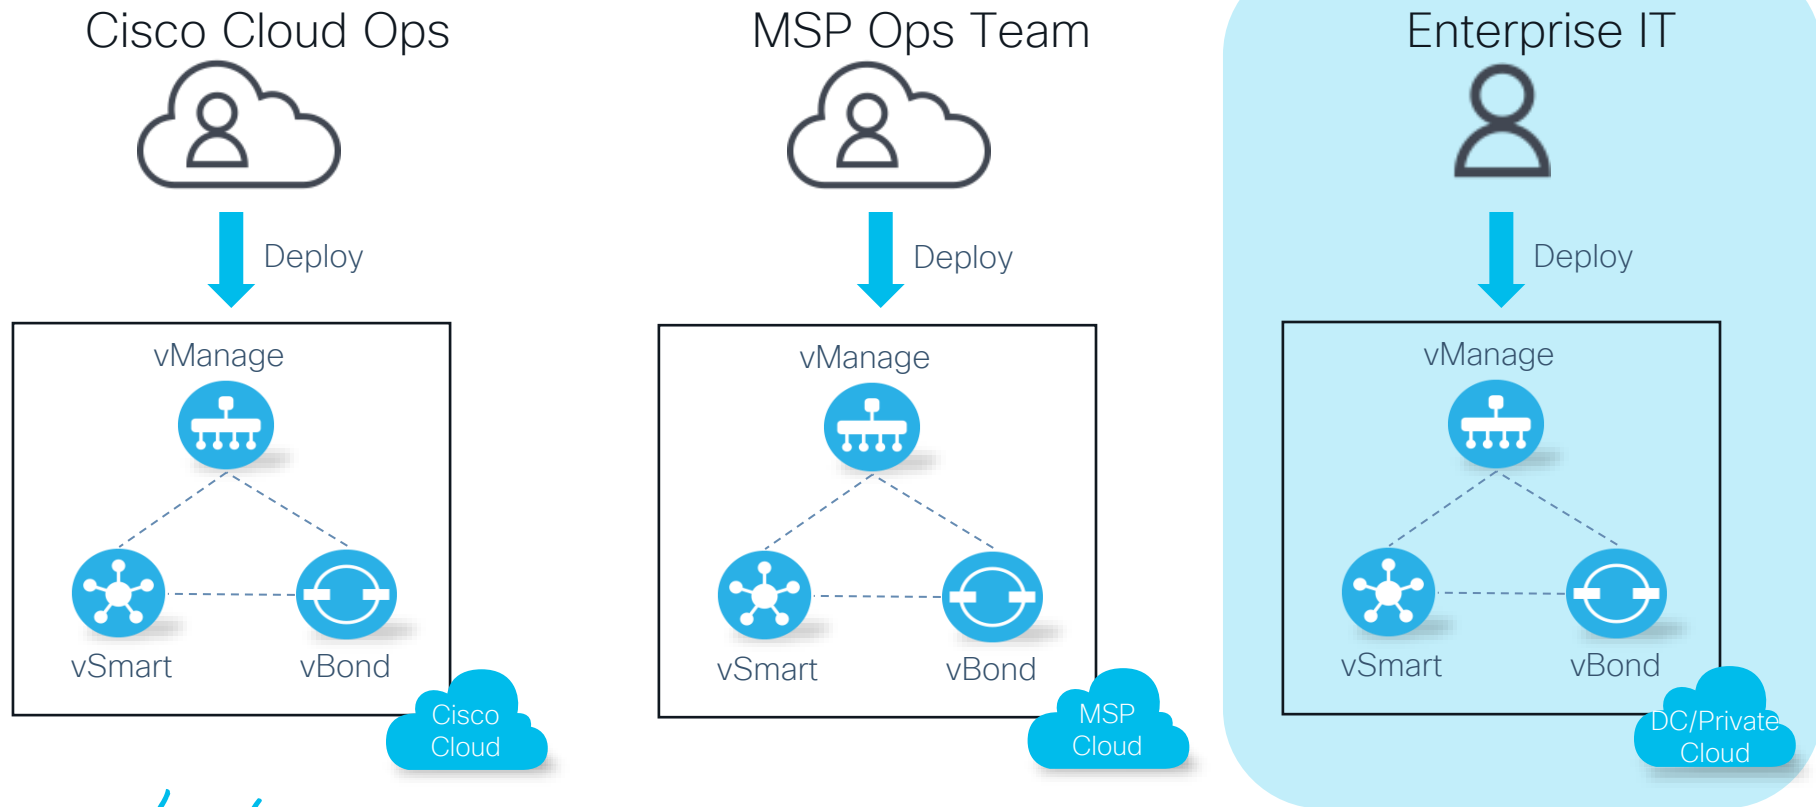 Cisco Cloud Ops
Deploy
vManage
vSmart
vBond
Cisco
Cloud
MSP Ops Team
Deploy
vManage
vSmart
vBond
MSP
Cloud
Enterprise IT
Deploy
vManage
vSmart
vBond
DC/Private
Cloud